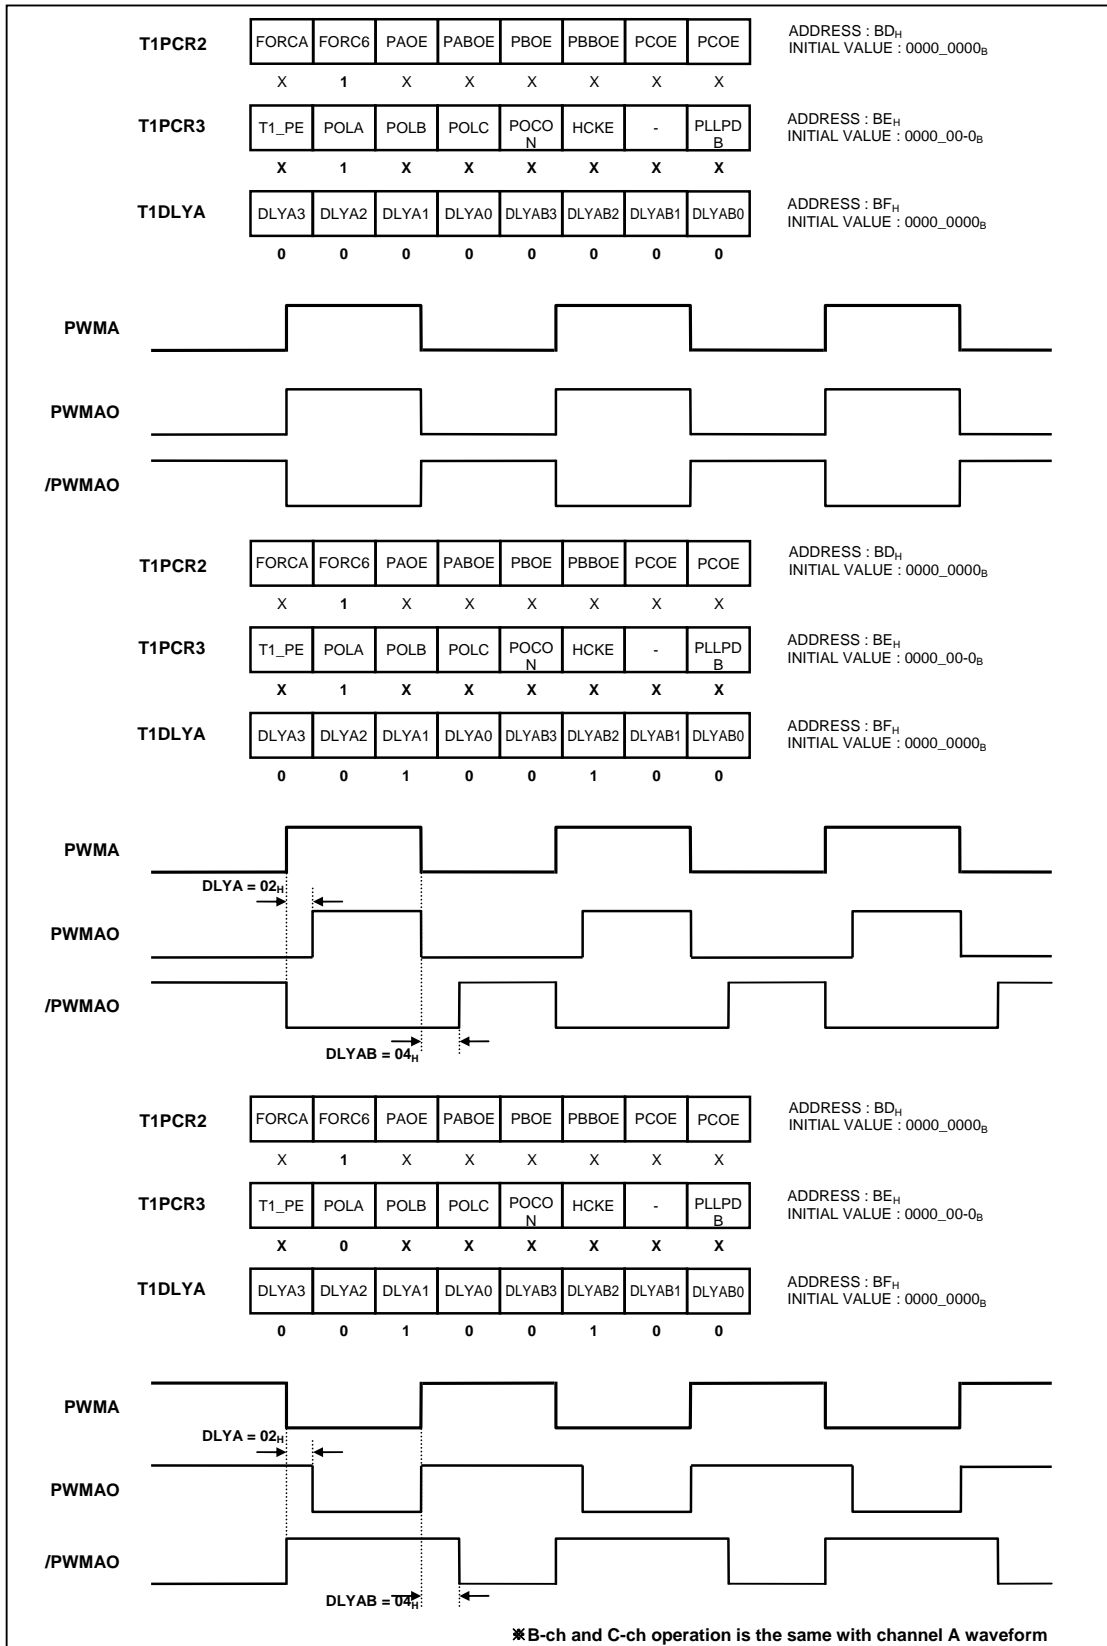 T1PCR2 FORCA FORC6 PAOE PABOE PBOE PBBOE PCOE PCOE ADDRESS : BDH
INITIAL VALUE : 0000_0000B
X 1 X X X X X X
T1PCR3 T1_PE POLA POLB POLC POCO N HCKE - PLLPD B ADDRESS : BEH
INITIAL VALUE : 0000_00-0B
X 1 X X X X X X
T1DLYA DLYA3 DLYA2 DLYA1 DLYA0 DLYAB3 DLYAB2 DLYAB1 DLYAB0 ADDRESS : BFH
INITIAL VALUE : 0000_0000B
0 0 0 0 0 0 0 0
PWMA
PWMAO
/PWMAO
T1PCR2 FORCA FORC6 PAOE PABOE PBOE PBBOE PCOE PCOE ADDRESS : BDH
INITIAL VALUE : 0000_0000B
X 1 X X X X X X
T1PCR3 T1_PE POLA POLB POLC POCO N HCKE - PLLPD B ADDRESS : BEH
INITIAL VALUE : 0000_00-0B
X 1 X X X X X X
T1DLYA DLYA3 DLYA2 DLYA1 DLYA0 DLYAB3 DLYAB2 DLYAB1 DLYAB0 ADDRESS : BFH
INITIAL VALUE : 0000_0000B
0 0 1 0 0 1 0 0
PWMA
DLYA = 02H
PWMAO
/PWMAO
DLYAB = 04H
T1PCR2 FORCA FORC6 PAOE PABOE PBOE PBBOE PCOE PCOE ADDRESS : BDH
INITIAL VALUE : 0000_0000B
X 1 X X X X X X
T1PCR3 T1_PE POLA POLB POLC POCO N HCKE - PLLPD B ADDRESS : BEH
INITIAL VALUE : 0000_00-0B
X 0 X X X X X X
T1DLYA DLYA3 DLYA2 DLYA1 DLYA0 DLYAB3 DLYAB2 DLYAB1 DLYAB0 ADDRESS : BFH
INITIAL VALUE : 0000_0000B
0 0 1 0 0 1 0 0
PWMA
DLYA = 02H
PWMAO
/PWMAO
DLYAB = 04H
※B-ch and C-ch operation is the same with channel A waveform